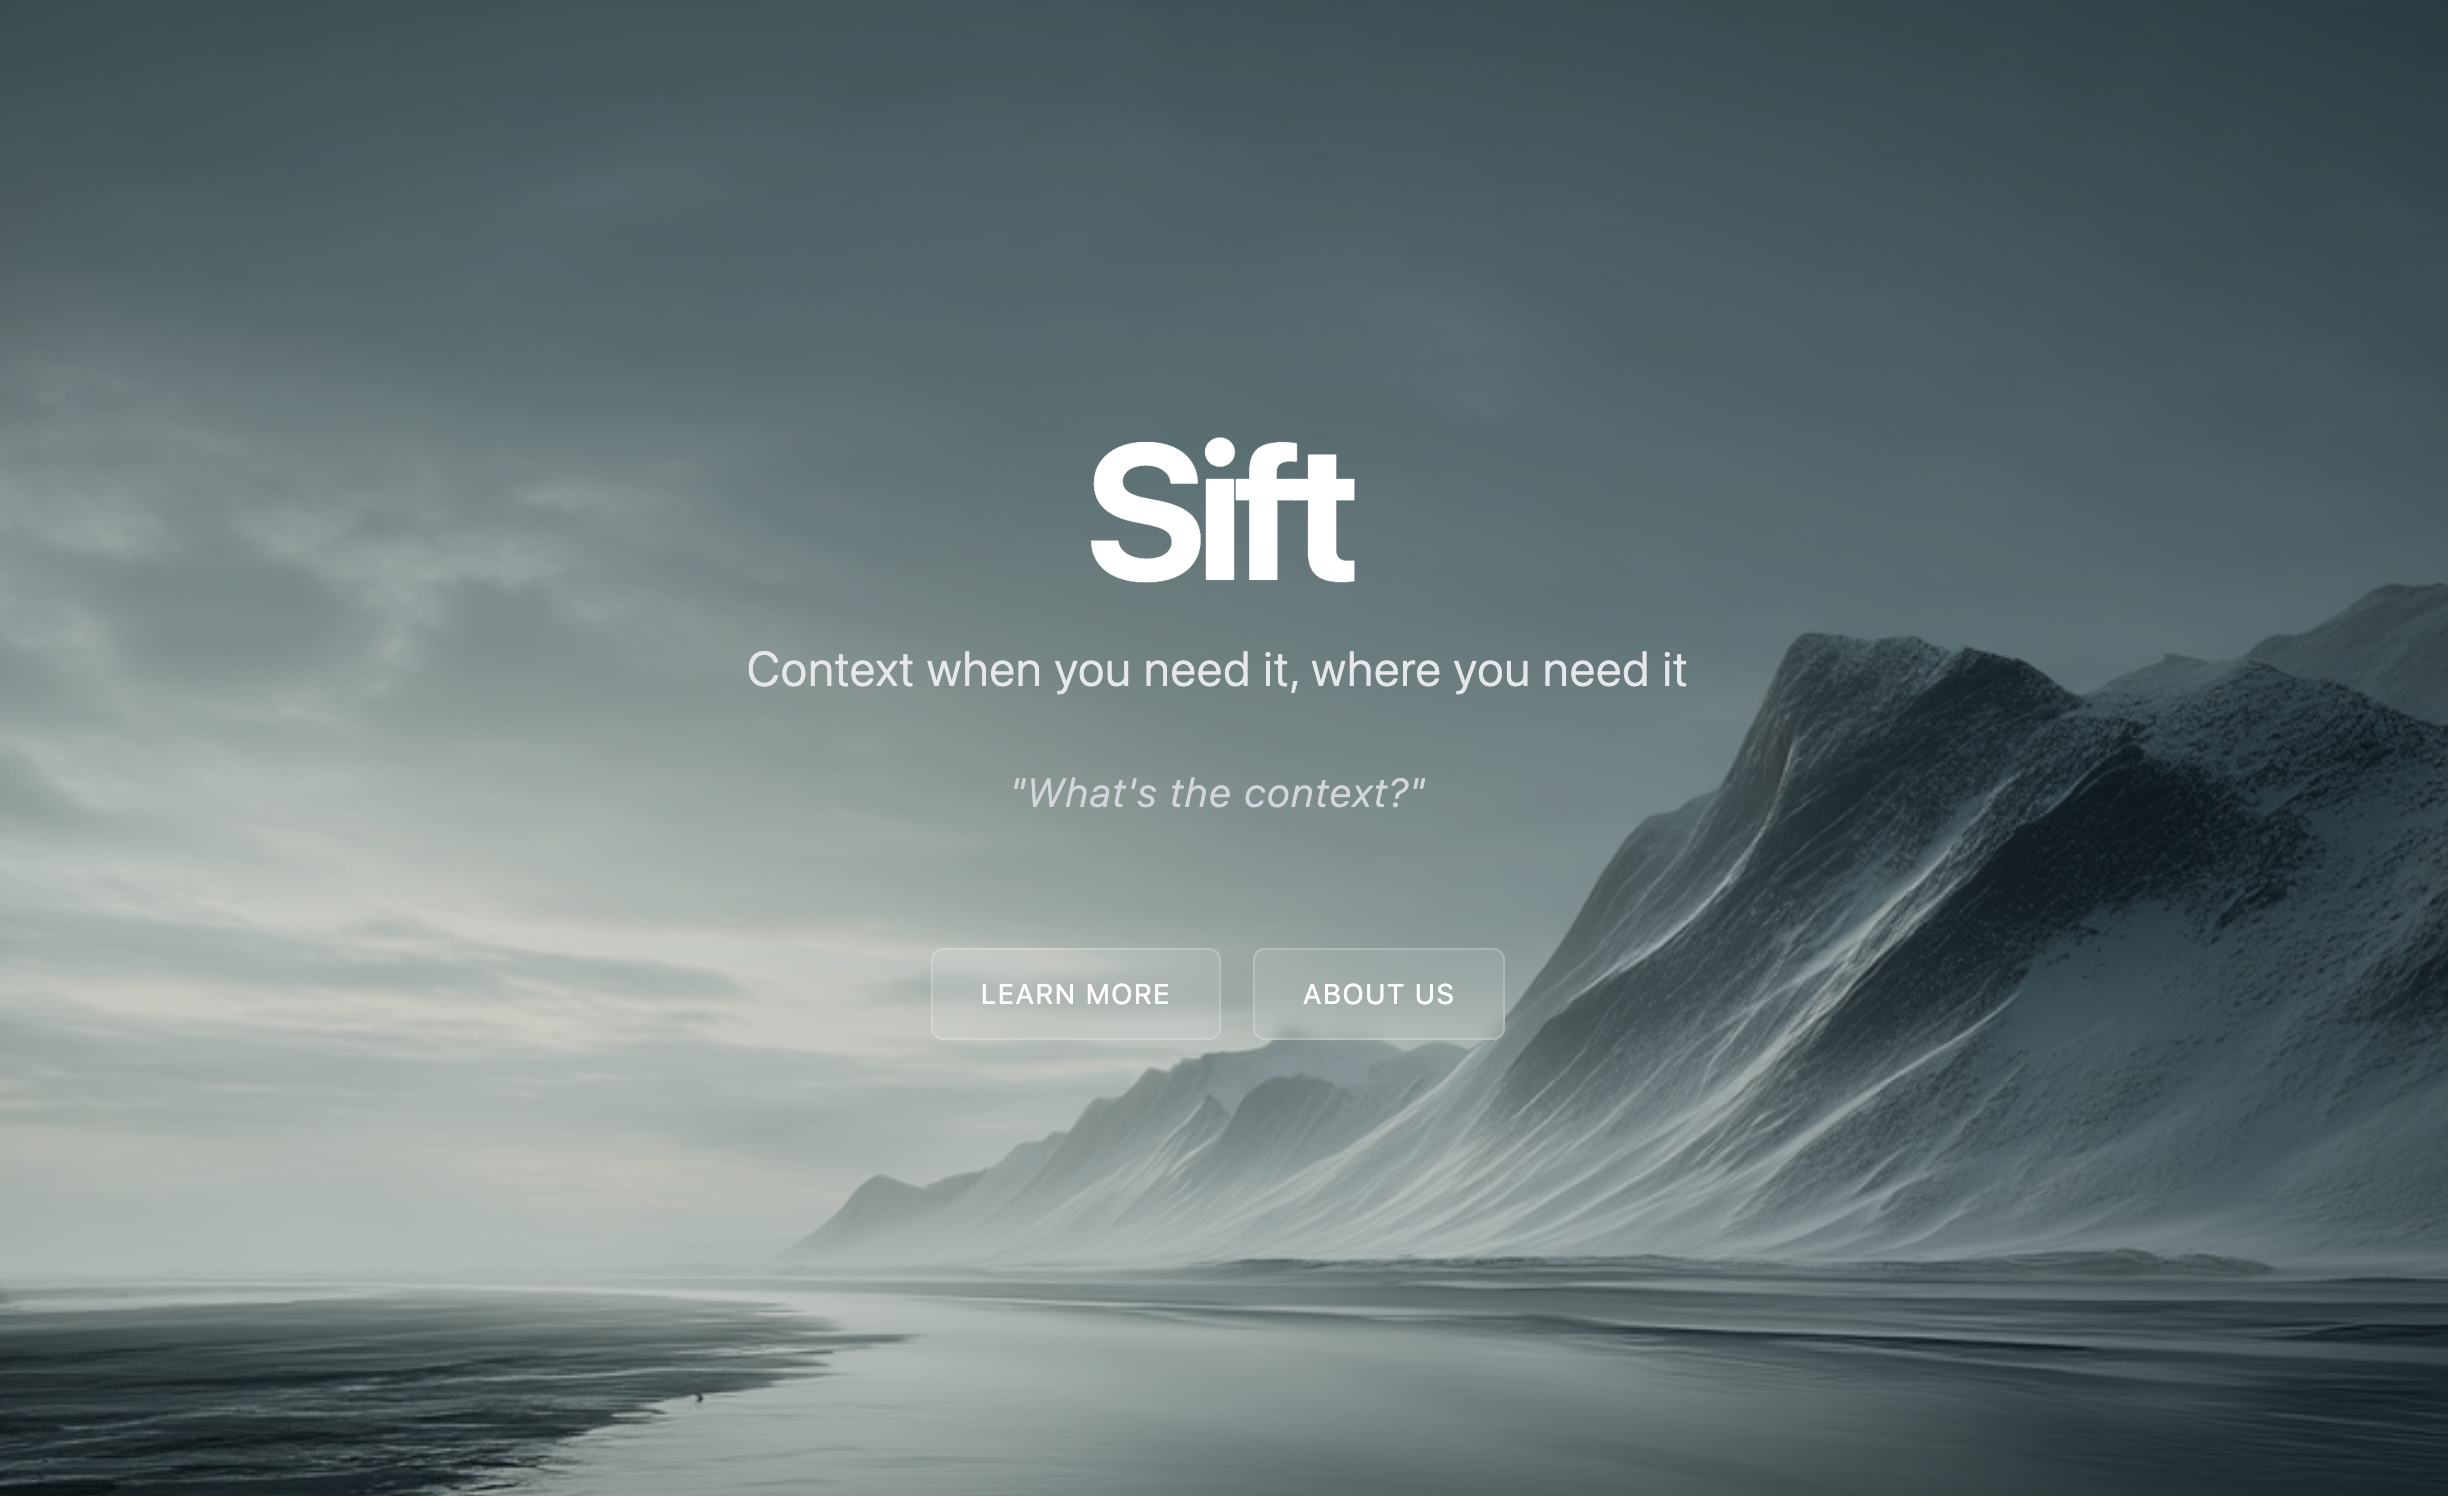 Sift
Context when you need it, where you need it
"What's the context?"
LEARN MORE
ABOUT US